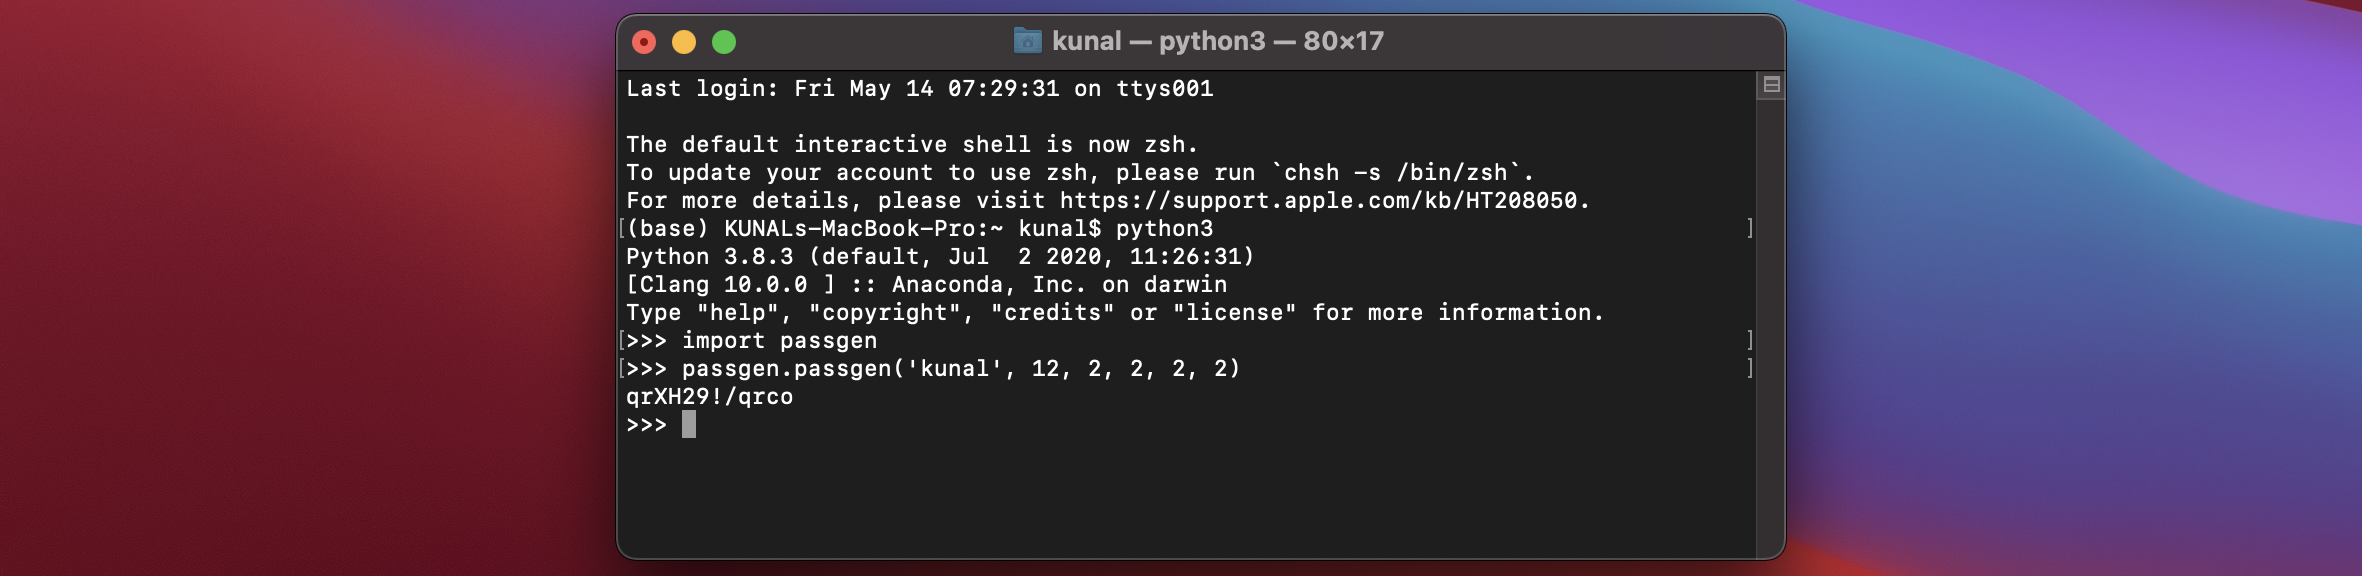 kunal — python3 — 80×17
Last login: Fri May 14 07:29:31 on ttys001
The default interactive shell is now zsh.
To update your account to use zsh, please run `chsh -s /bin/zsh`.
For more details, please visit https://support.apple.com/kb/HT208050.
[(base) KUNALs-MacBook-Pro:~ kunal$ python3 ]
Python 3.8.3 (default, Jul  2 2020, 11:26:31)
[Clang 10.0.0 ] :: Anaconda, Inc. on darwin
Type "help", "copyright", "credits" or "license" for more information.
[>>> import passgen ]
[>>> passgen.passgen('kunal', 12, 2, 2, 2, 2) ]
qrXH29!/qrco
>>>